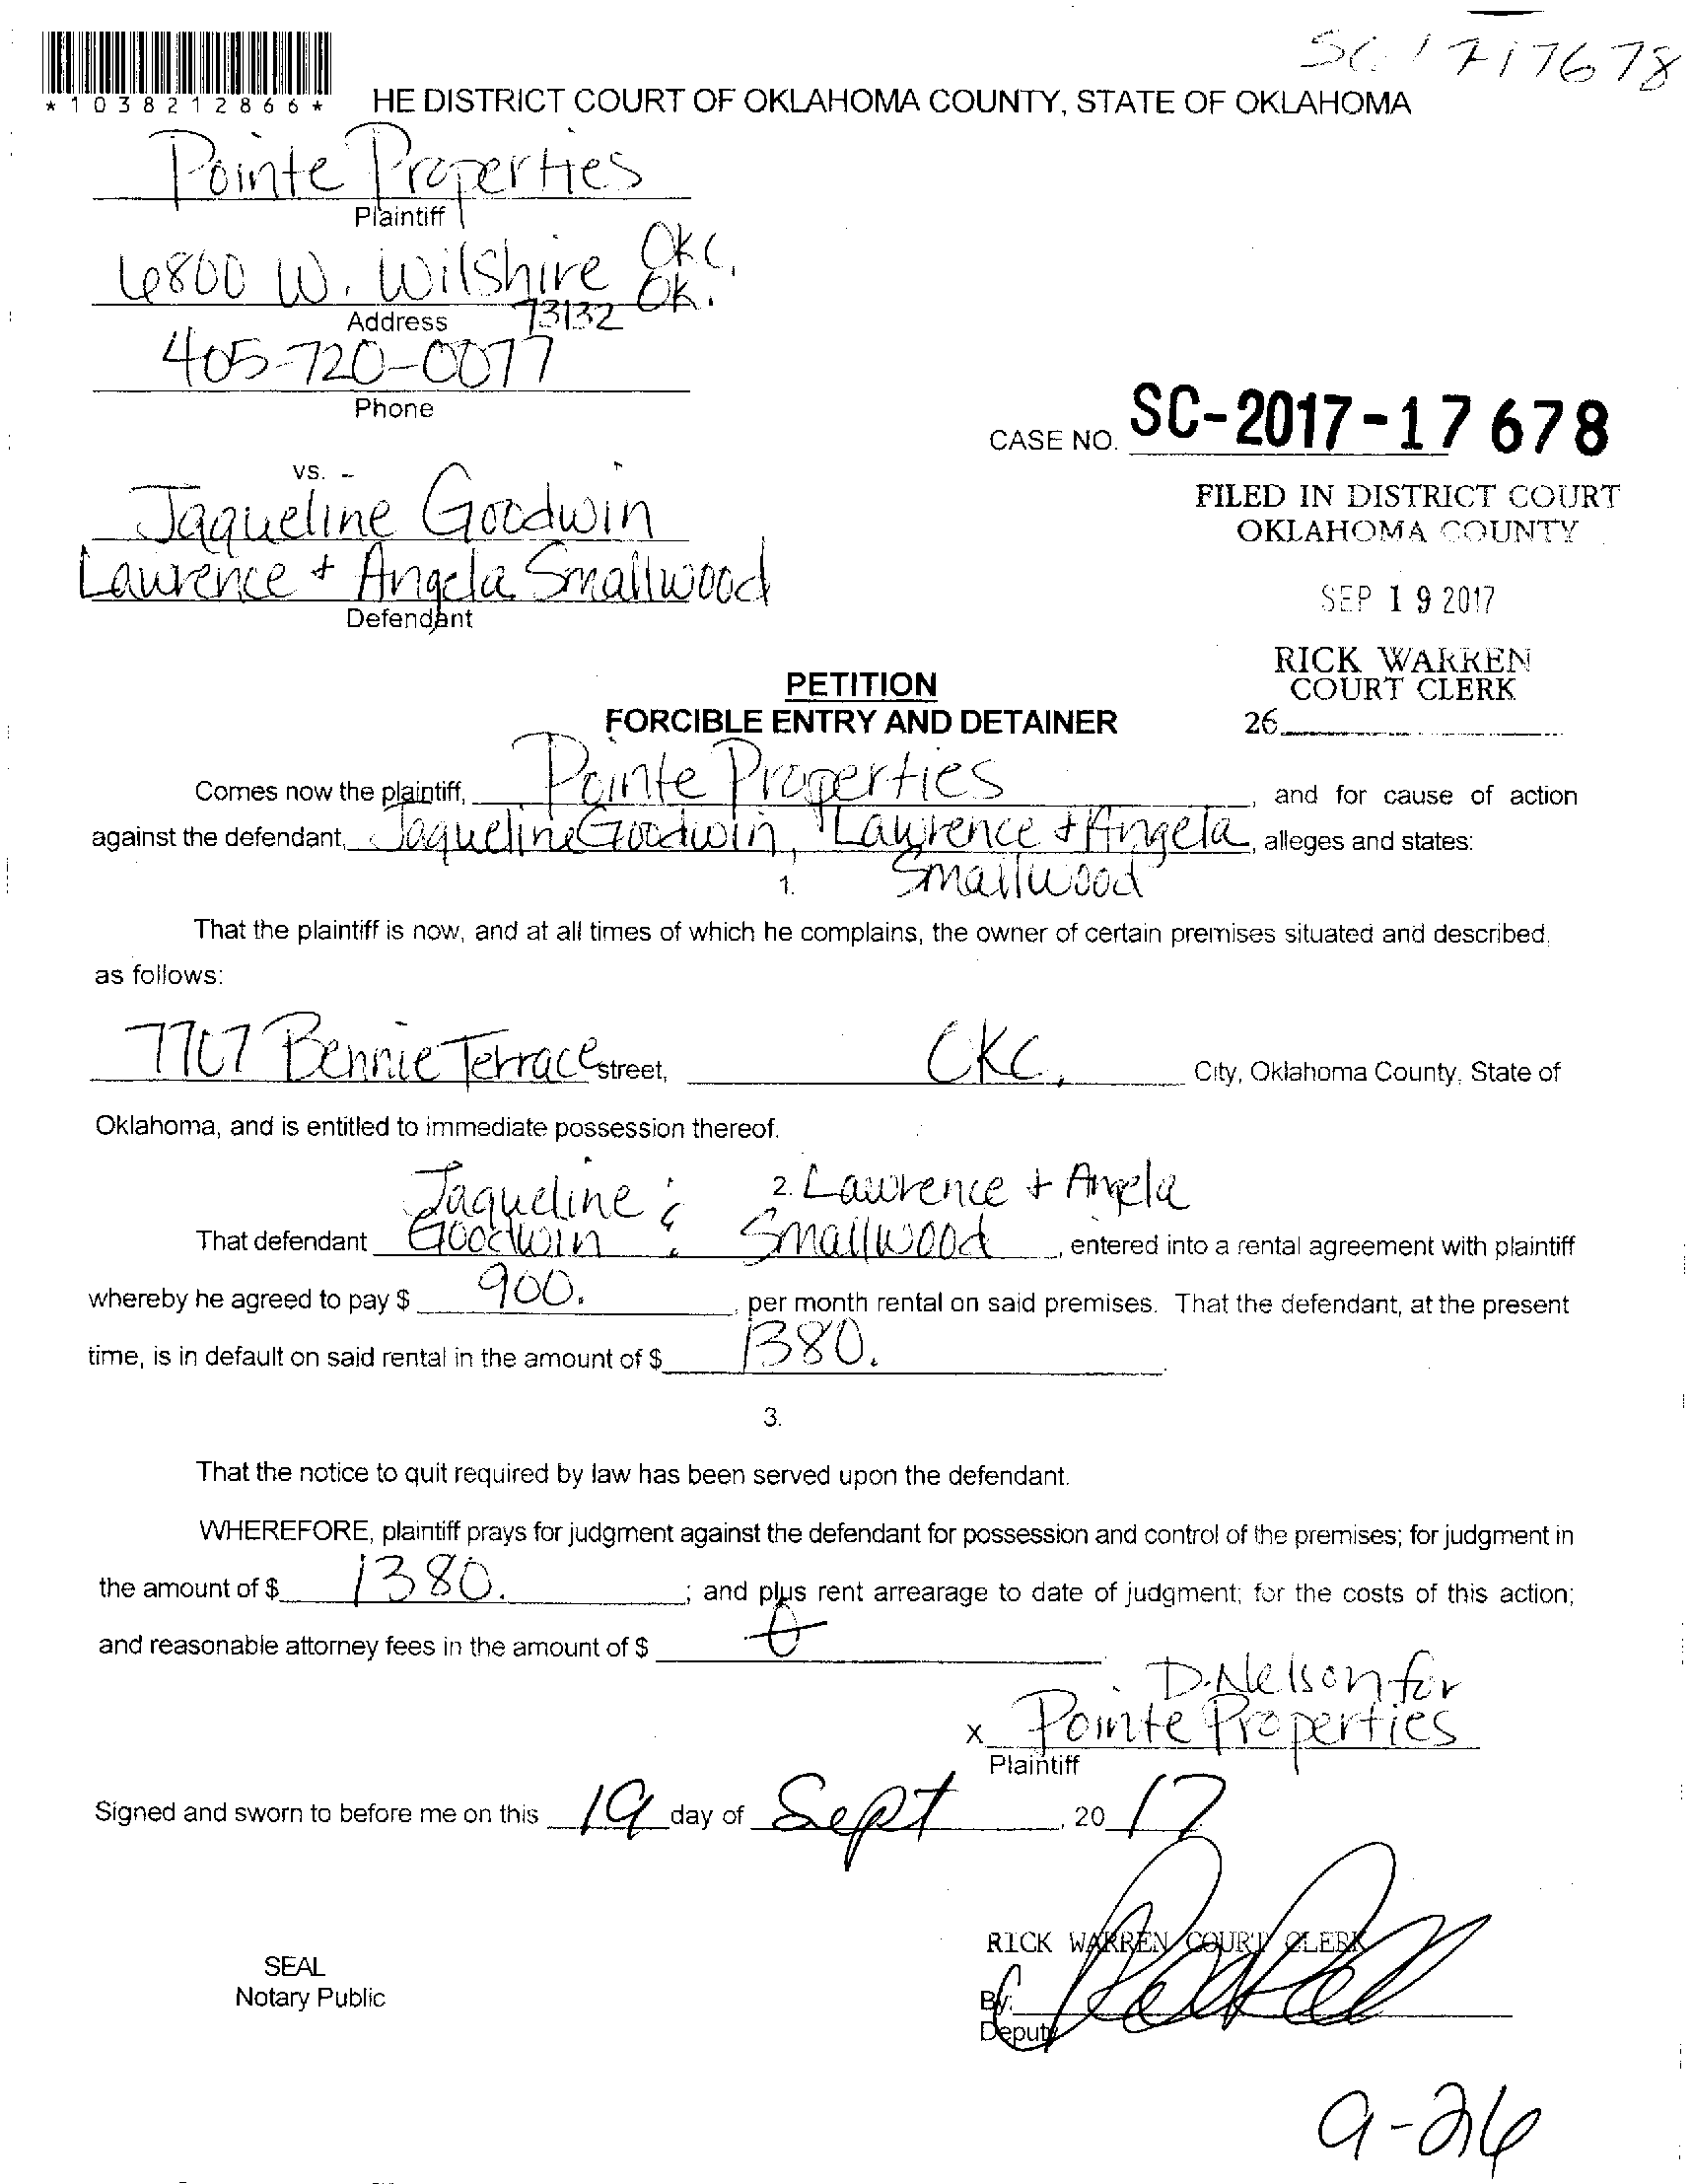 SC 1717678
*1038212866*
HE DISTRICT COURT OF OKLAHOMA COUNTY, STATE OF OKLAHOMA
Pointe Properties
Plaintiff
6800 W. Wilshire OKC, OK.
Address 73132
405-720-0077
Phone
CASE NO. SC-2017-17678
vs.
Jaqueline Goodwin
Lawrence + Angela Smallwood
Defendant
FILED IN DISTRICT COURT
OKLAHOMA COUNTY
SEP 19 2017
RICK WARREN
COURT CLERK
26
PETITION
FORCIBLE ENTRY AND DETAINER
Comes now the plaintiff, Pointe Properties, and for cause of action
against the defendant, Jaqueline Goodwin, Lawrence + Angela, alleges and states:
Smallwood
1.
That the plaintiff is now, and at all times of which he complains, the owner of certain premises situated and described,
as follows:
7707 Bennie Terrace street, OKC, City, Oklahoma County, State of
Oklahoma, and is entitled to immediate possession thereof.
2.
Jaqueline ; Lawrence + Angela
That defendant Goodwin ; Smallwood, entered into a rental agreement with plaintiff
whereby he agreed to pay $ 900., per month rental on said premises. That the defendant, at the present
time, is in default on said rental in the amount of $ 1380.
3.
That the notice to quit required by law has been served upon the defendant.
WHEREFORE, plaintiff prays for judgment against the defendant for possession and control of the premises; for judgment in
the amount of $ 1380.; and plus rent arrearage to date of judgment; for the costs of this action;
and reasonable attorney fees in the amount of $ 0
D. Nelson for
x Pointe Properties
Plaintiff
Signed and sworn to before me on this 19 day of Sept, 20 17
RICK WARREN COURT CLERK
SEAL
Notary Public
By:
Deputy
9-26